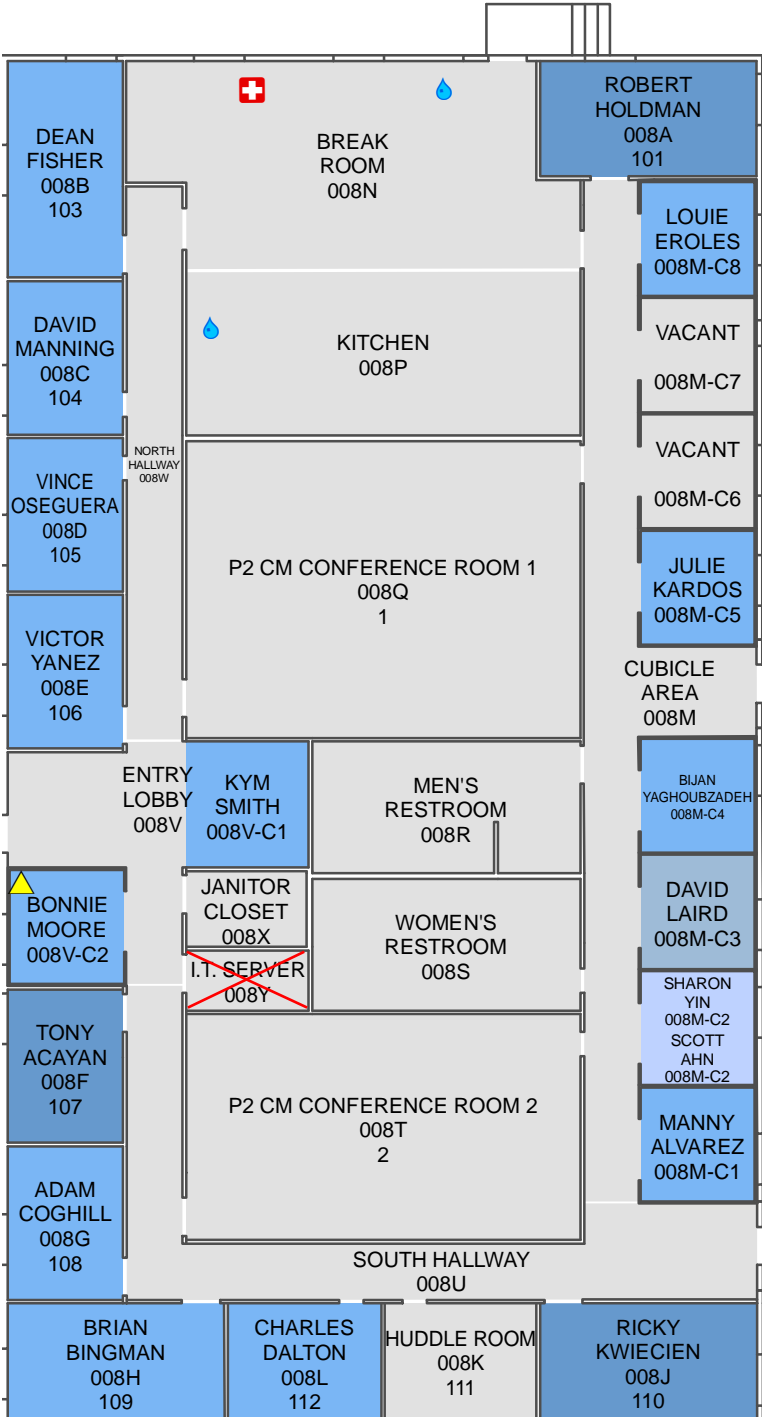 DEAN
FISHER
008B
103
BREAK
ROOM
008N
ROBERT
HOLDMAN
008A
101
LOUIE
EROLES
008M-C8
DAVID
MANNING
008C
104
KITCHEN
008P
VACANT
008M-C7
NORTH
HALLWAY
008W
VACANT
008M-C6
VINCE
OSEGUERA
008D
105
P2 CM CONFERENCE ROOM 1
008Q
1
JULIE
KARDOS
008M-C5
VICTOR
YANEZ
008E
106
CUBICLE
AREA
008M
ENTRY
LOBBY
008V
KYM
SMITH
008V-C1
MEN'S
RESTROOM
008R
BIJAN
YAGHOUBZADEH
008M-C4
BONNIE
MOORE
008V-C2
JANITOR
CLOSET
008X
WOMEN'S
RESTROOM
008S
DAVID
LAIRD
008M-C3
I.T. SERVER
008Y
SHARON
YIN
008M-C2
SCOTT
AHN
008M-C2
TONY
ACAYAN
008F
107
P2 CM CONFERENCE ROOM 2
008T
2
MANNY
ALVAREZ
008M-C1
ADAM
COGHILL
008G
108
SOUTH HALLWAY
008U
BRIAN
BINGMAN
008H
109
CHARLES
DALTON
008L
112
HUDDLE ROOM
008K
111
RICKY
KWIECIEN
008J
110